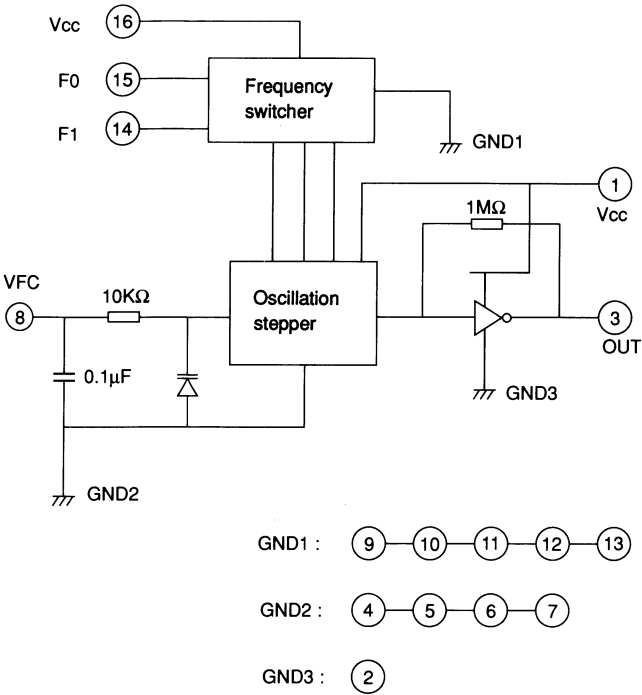 Vcc 16
F0 15
F1 14
Frequency
switcher
GND1
1
Vcc
1MΩ
VFC
8
10KΩ
Oscillation
stepper
3
OUT
0.1μF
GND3
GND2
GND1 : 9 10 11 12 13
GND2 : 4 5 6 7
GND3 : 2